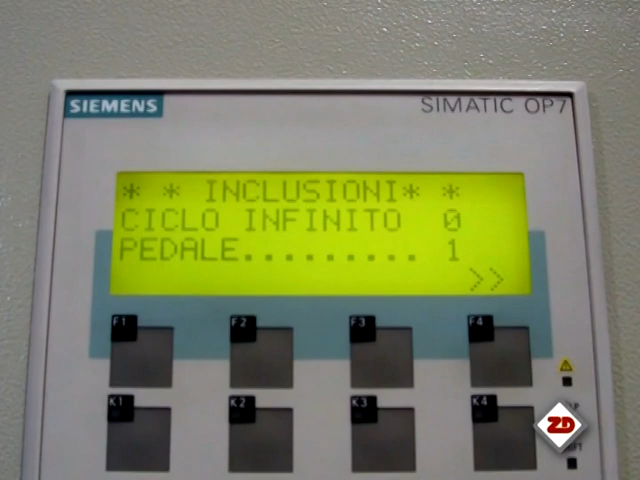 SIEMENS
SIMATIC OP7
* * INCLUSIONI* *
CICLO INFINITO 0
PEDALE......... 1
>>
F1 F2 F3 F4
K1 K2 K3 K4
ZD